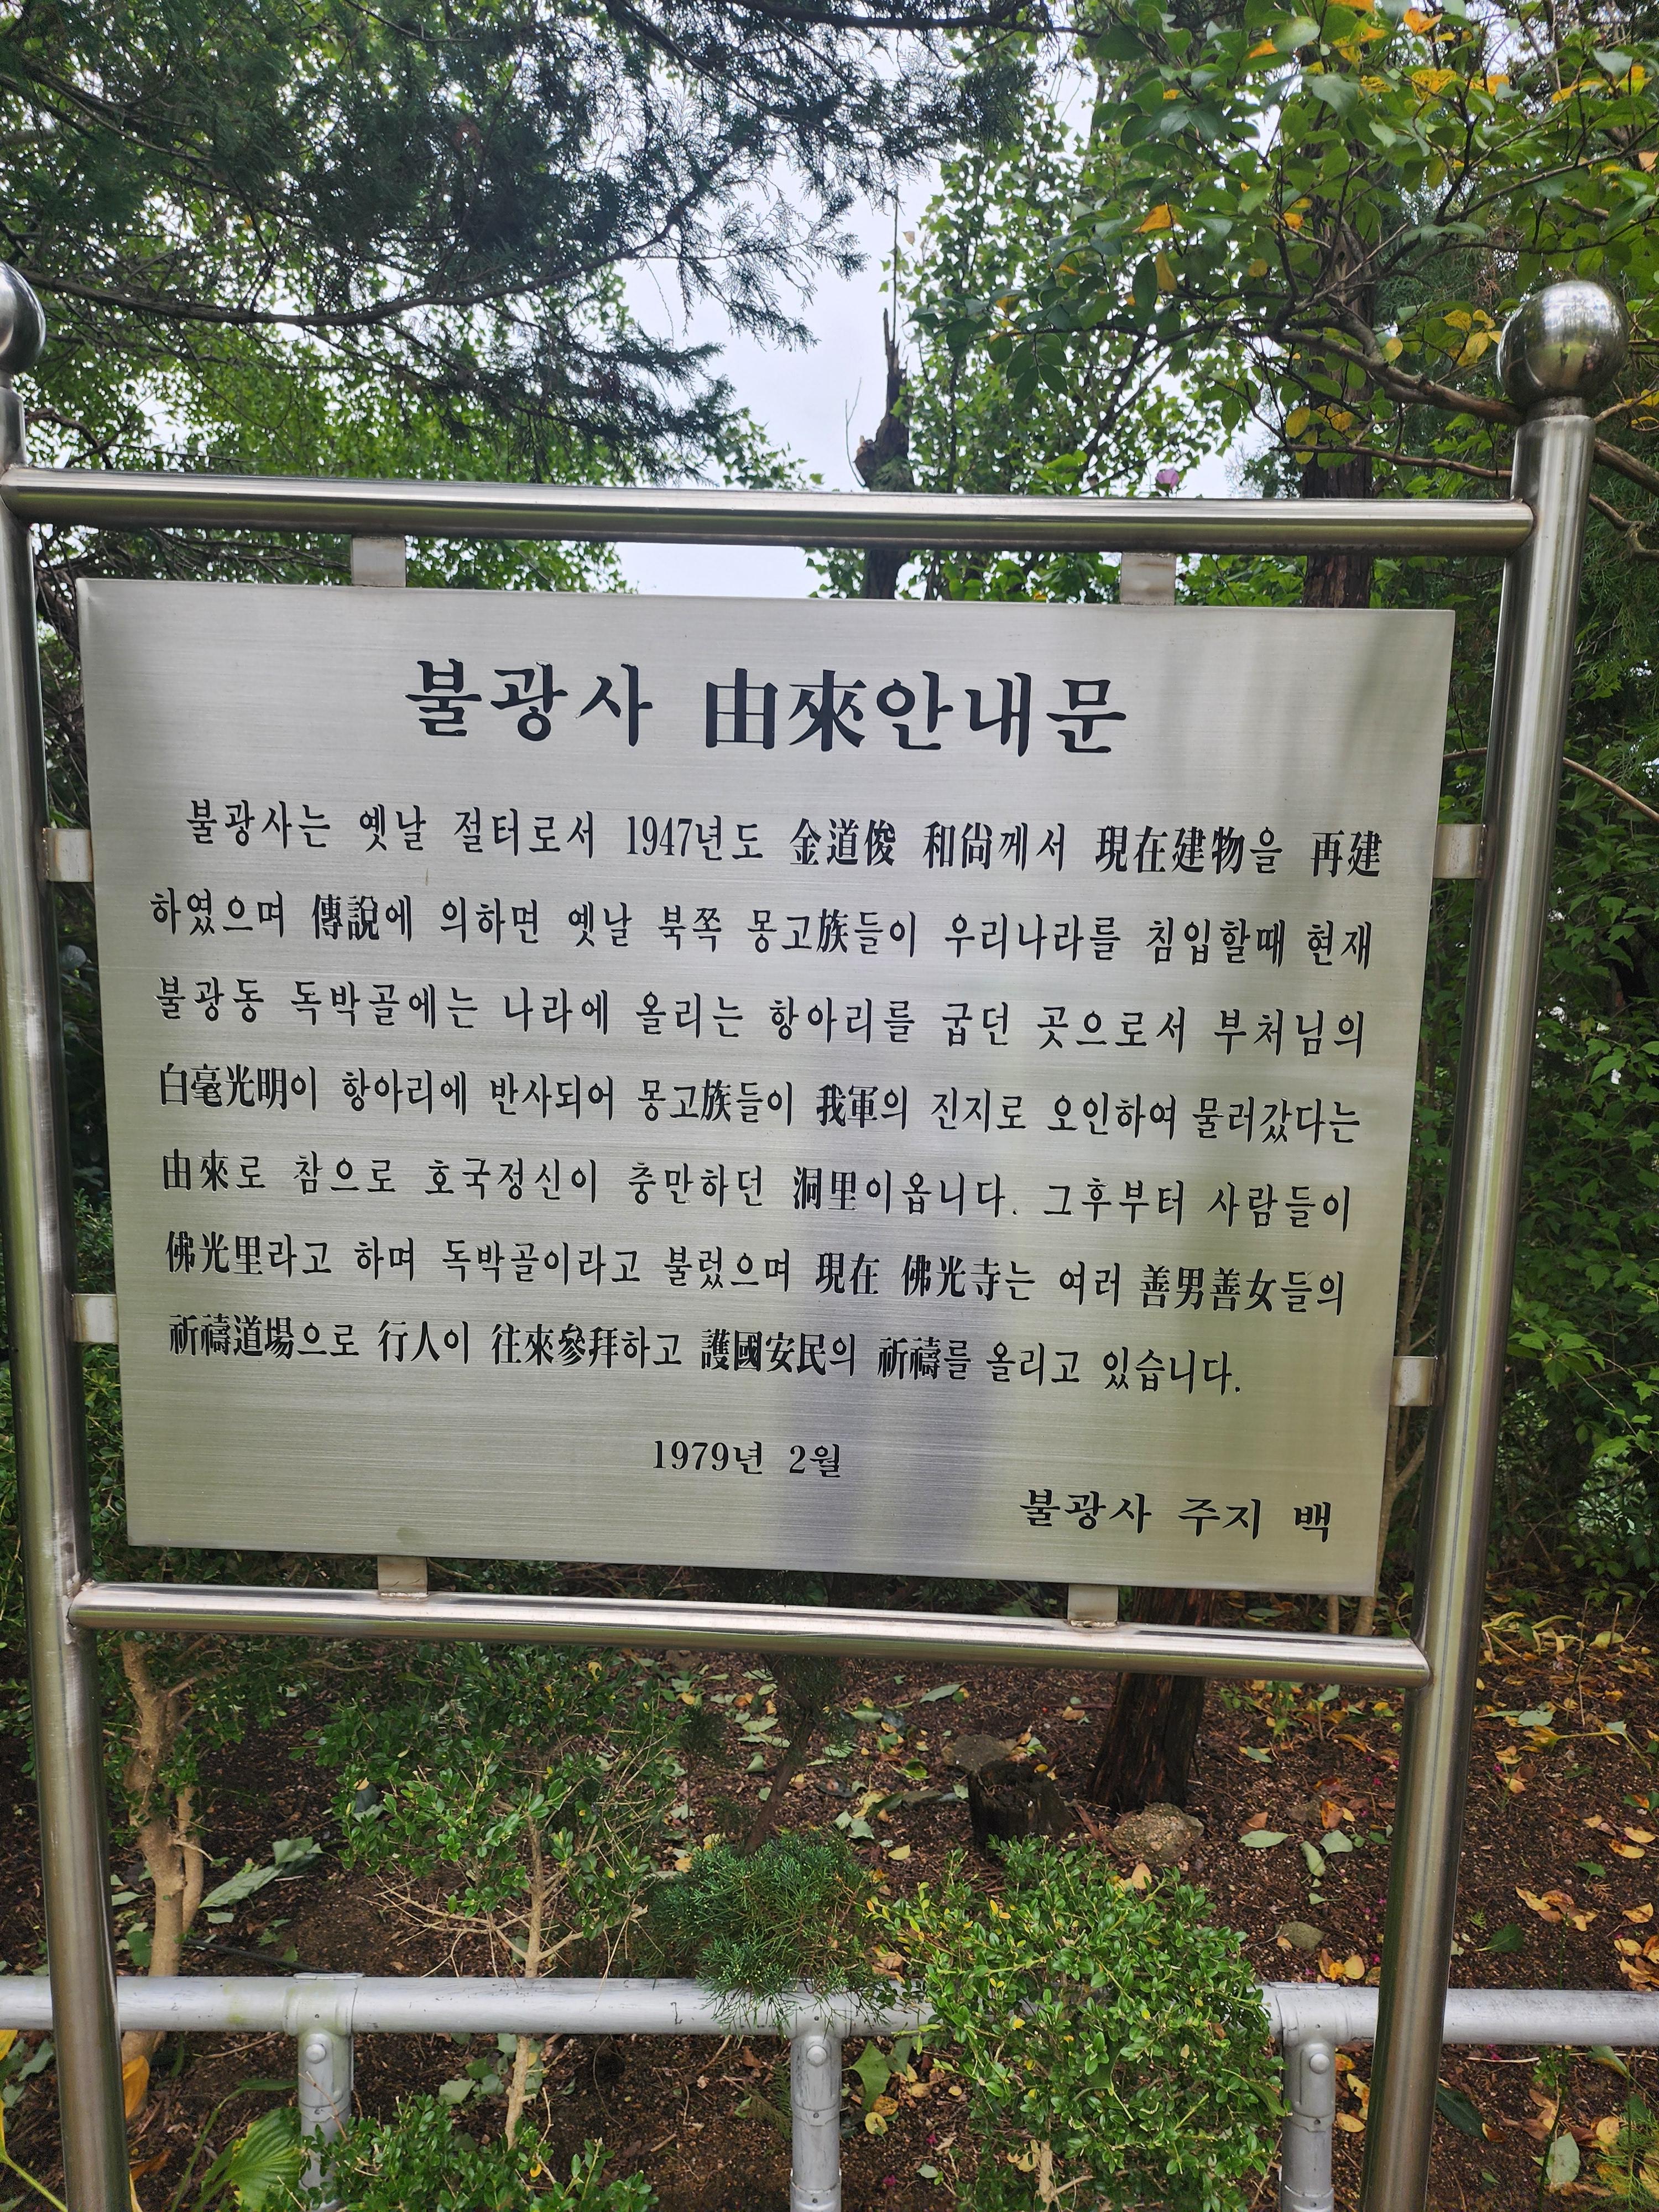 불광사 由來안내문
불광사는 옛날 절터로서 1947년도 金道俊 和尙께서 現在建物을 再建
하였으며 傳說에 의하면 옛날 북쪽 몽고族들이 우리나라를 침입할때 현재
불광동 독박골에는 나라에 올리는 항아리를 굽던 곳으로서 부처님의
白毫光明이 항아리에 반사되어 몽고族들이 我軍의 진지로 오인하여 물러갔다는
由來로 참으로 호국정신이 충만하던 洞里이옵니다. 그후부터 사람들이
佛光里라고 하며 독박골이라고 불렀으며 現在 佛光寺는 여러 善男善女들의
祈禱道場으로 行人이 往來參拜하고 護國安民의 祈禱를 올리고 있습니다.
1979년 2월
불광사 주지 백